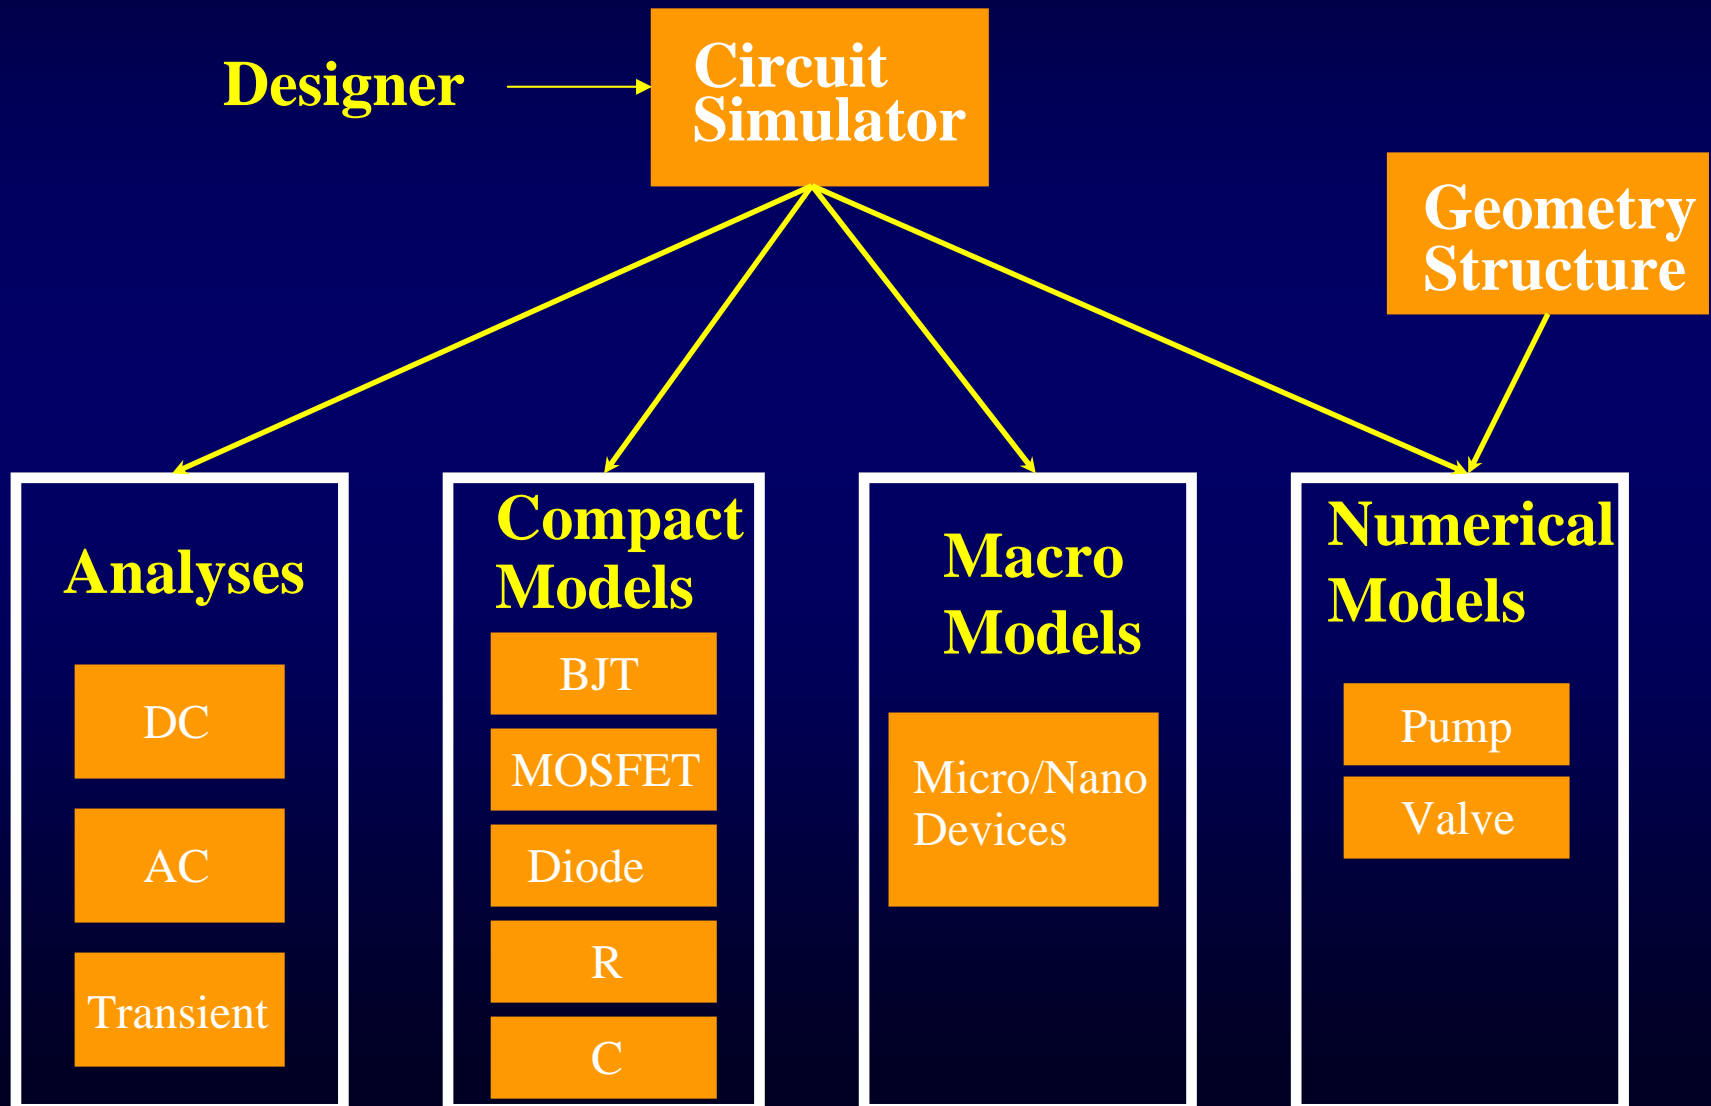 Designer
Circuit
Simulator
Geometry
Structure
Analyses
DC
AC
Transient
Compact
Models
BJT
MOSFET
Diode
R
C
Macro
Models
Micro/Nano
Devices
Numerical
Models
Pump
Valve